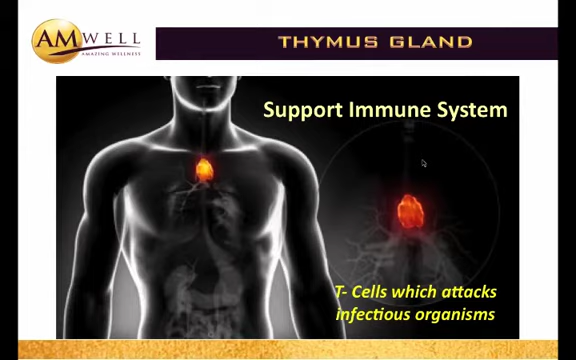 AMWELL
AMAZING WELLNESS
THYMUS GLAND
Support Immune System
T- Cells which attacks
infectious organisms